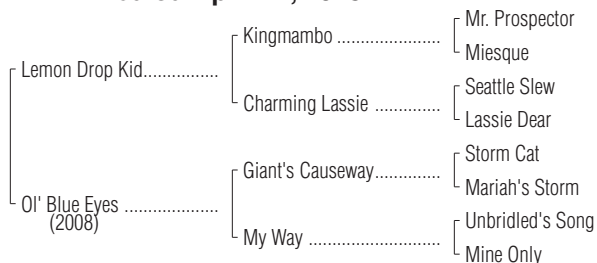 Kingmambo ..................
Mr. Prospector
Miesque
Lemon Drop Kid...............
Charming Lassie ..............
Seattle Slew
Lassie Dear
Giant's Causeway..............
Storm Cat
Mariah's Storm
Ol' Blue Eyes ...................
(2008)
My Way ..........................
Unbridled's Song
Mine Only